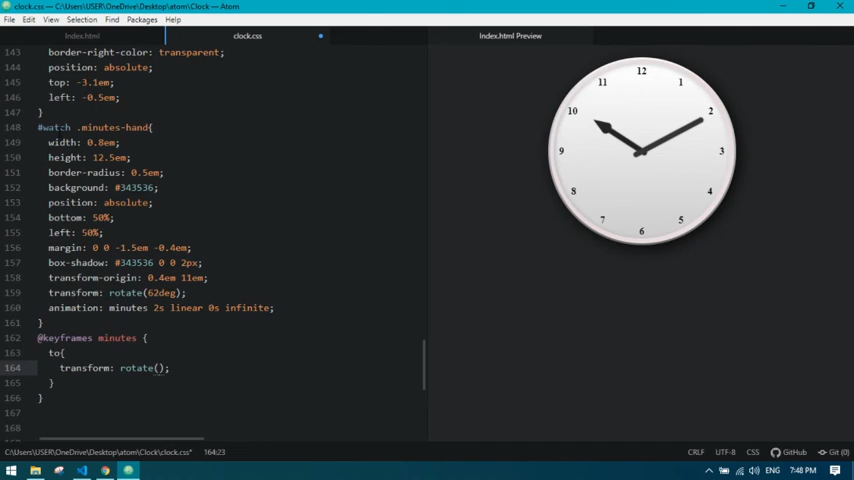 clock.css — C:\Users\USER\OneDrive\Desktop\atom\Clock — Atom
File Edit View Selection Find Packages Help
Index.html clock.css Index.html Preview
143 border-right-color: transparent;
144 position: absolute;
145 top: -3.1em;
146 left: -0.5em;
147 }
148 #watch .minutes-hand{
149 width: 0.8em;
150 height: 12.5em;
151 border-radius: 0.5em;
152 background: #343536;
153 position: absolute;
154 bottom: 50%;
155 left: 50%;
156 margin: 0 0 -1.5em -0.4em;
157 box-shadow: #343536 0 0 2px;
158 transform-origin: 0.4em 11em;
159 transform: rotate(62deg);
160 animation: minutes 2s linear 0s infinite;
161 }
162 @keyframes minutes {
163 to{
164 transform: rotate();
165 }
166 }
167
168
12
11 1
10 2
9 3
8 4
7 5
6
C:\Users\USER\OneDrive\Desktop\atom\Clock\clock.css* 164:23 CRLF UTF-8 CSS GitHub Git (0)
ENG 7:48 PM